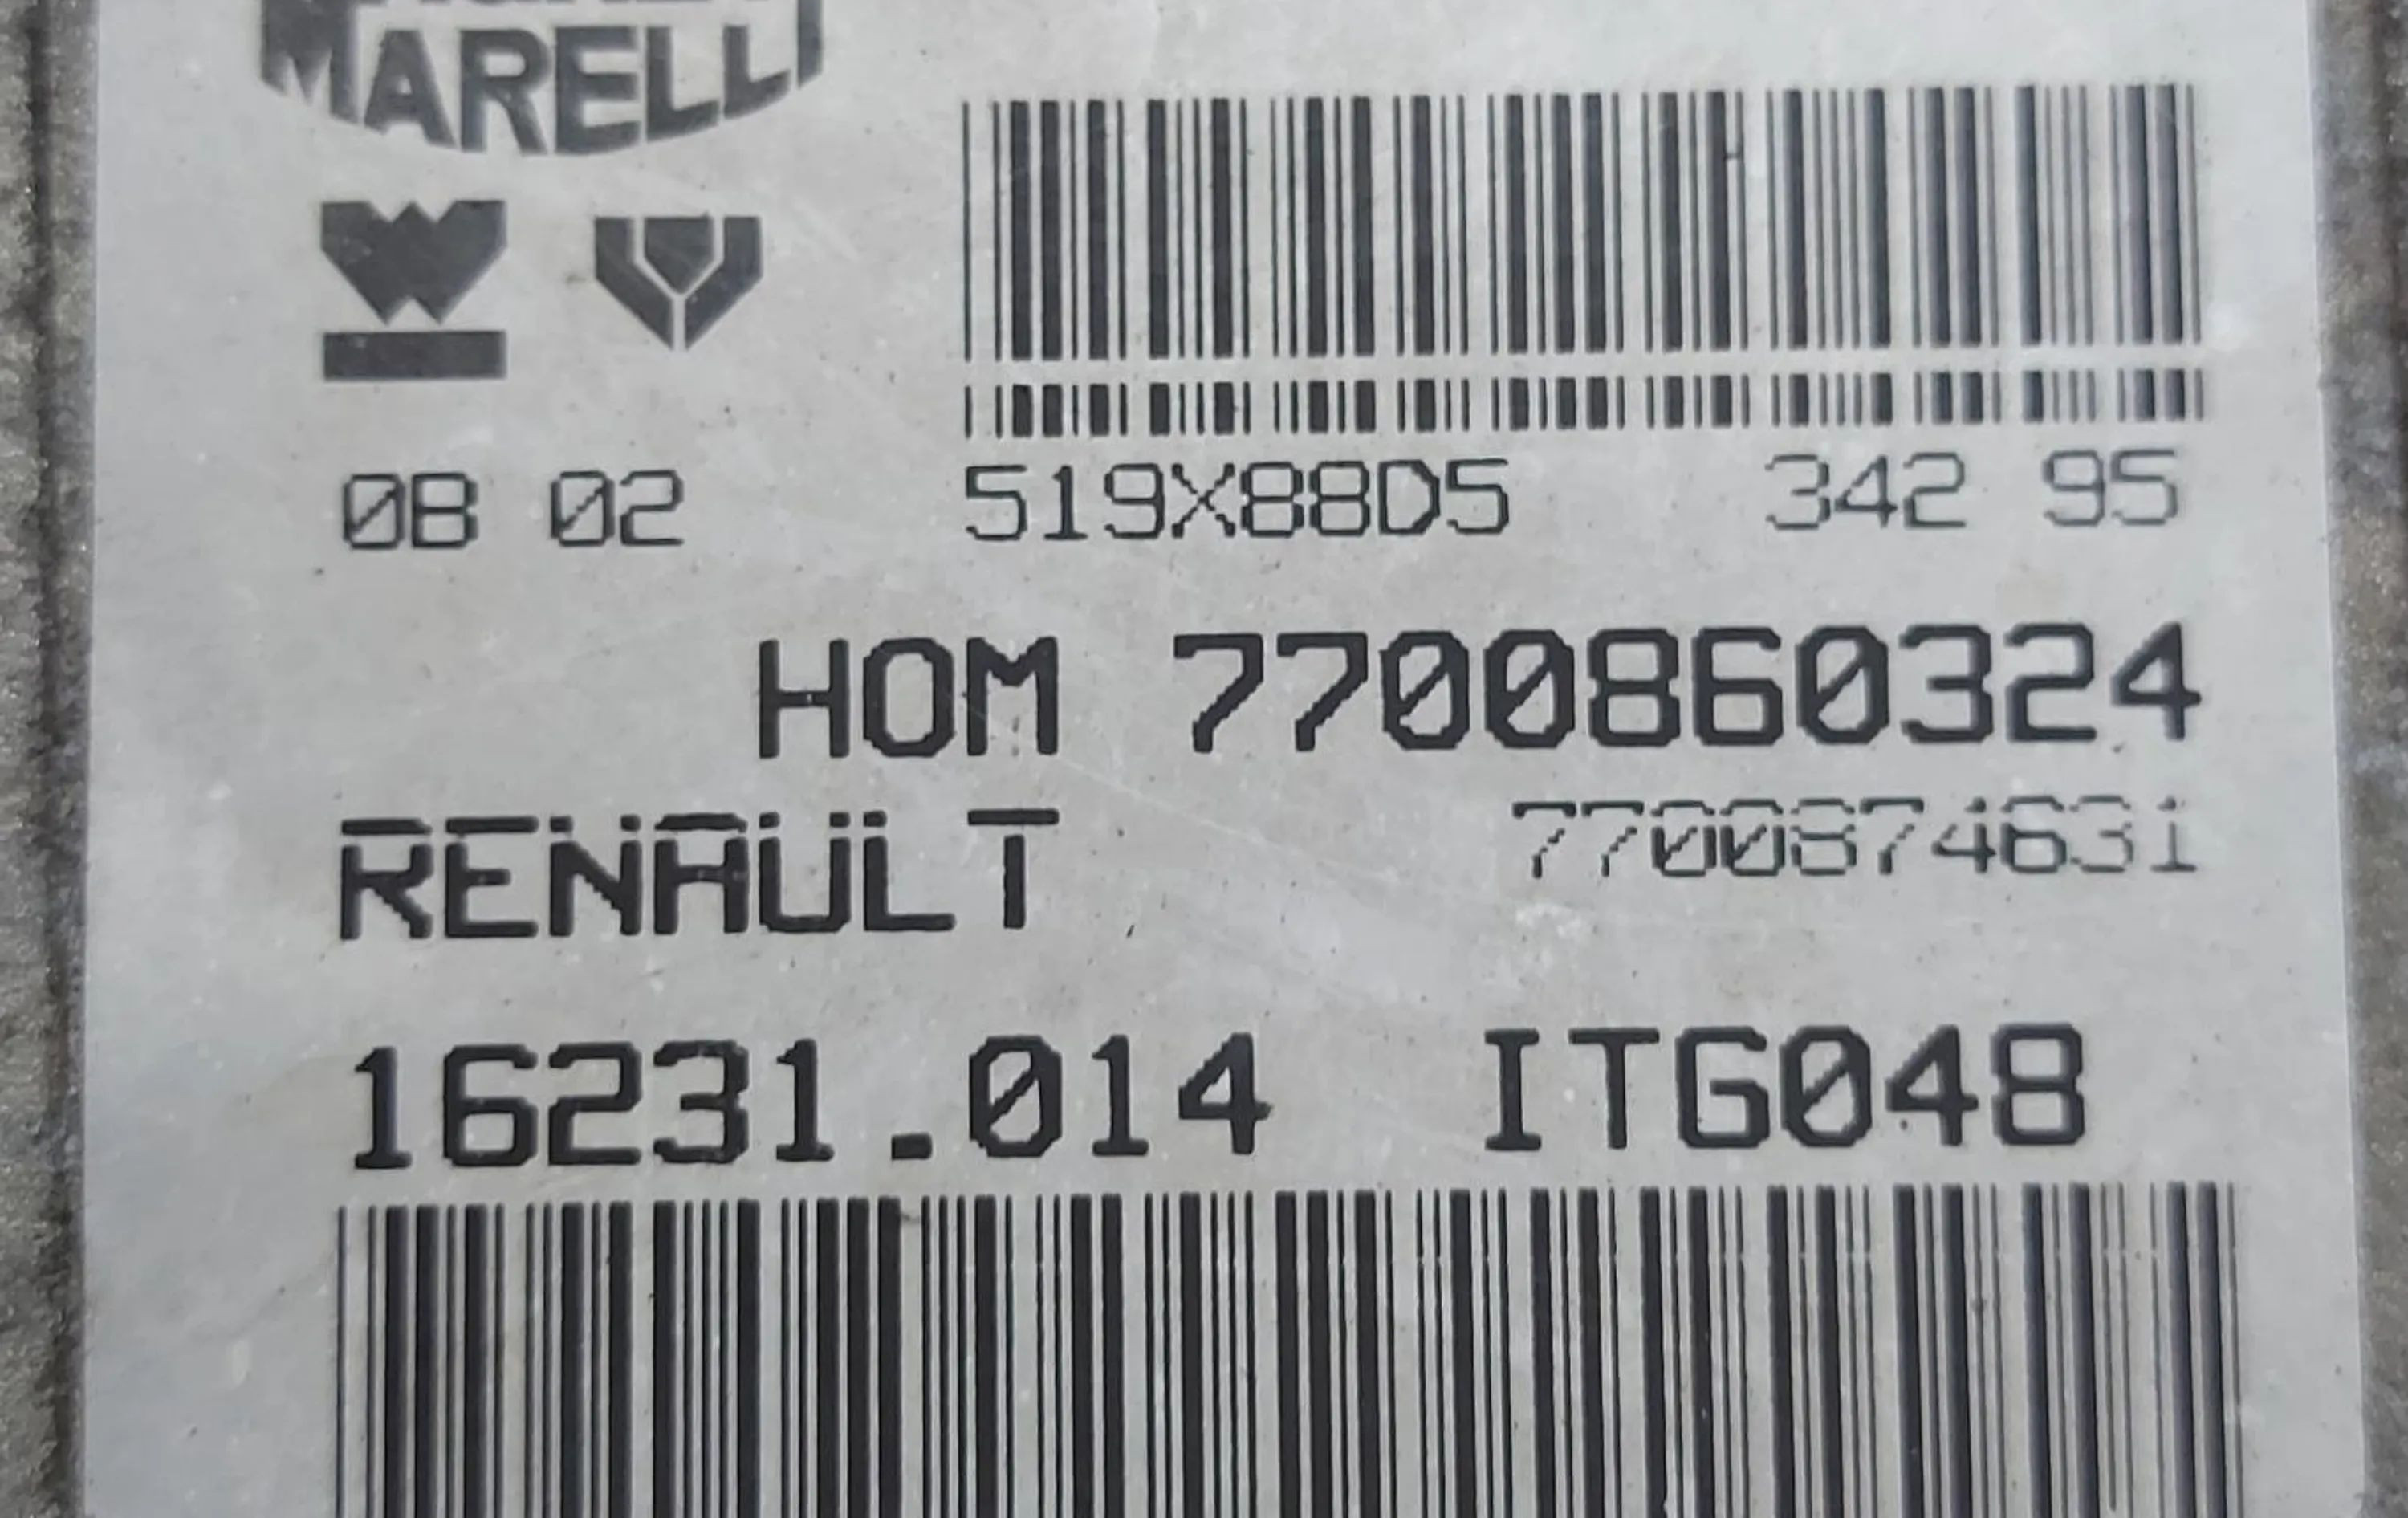 MARELLI
0B 02 519X88D5 342 95
HOM 7700860324
RENAULT 7700874631
16231.014 ITG048